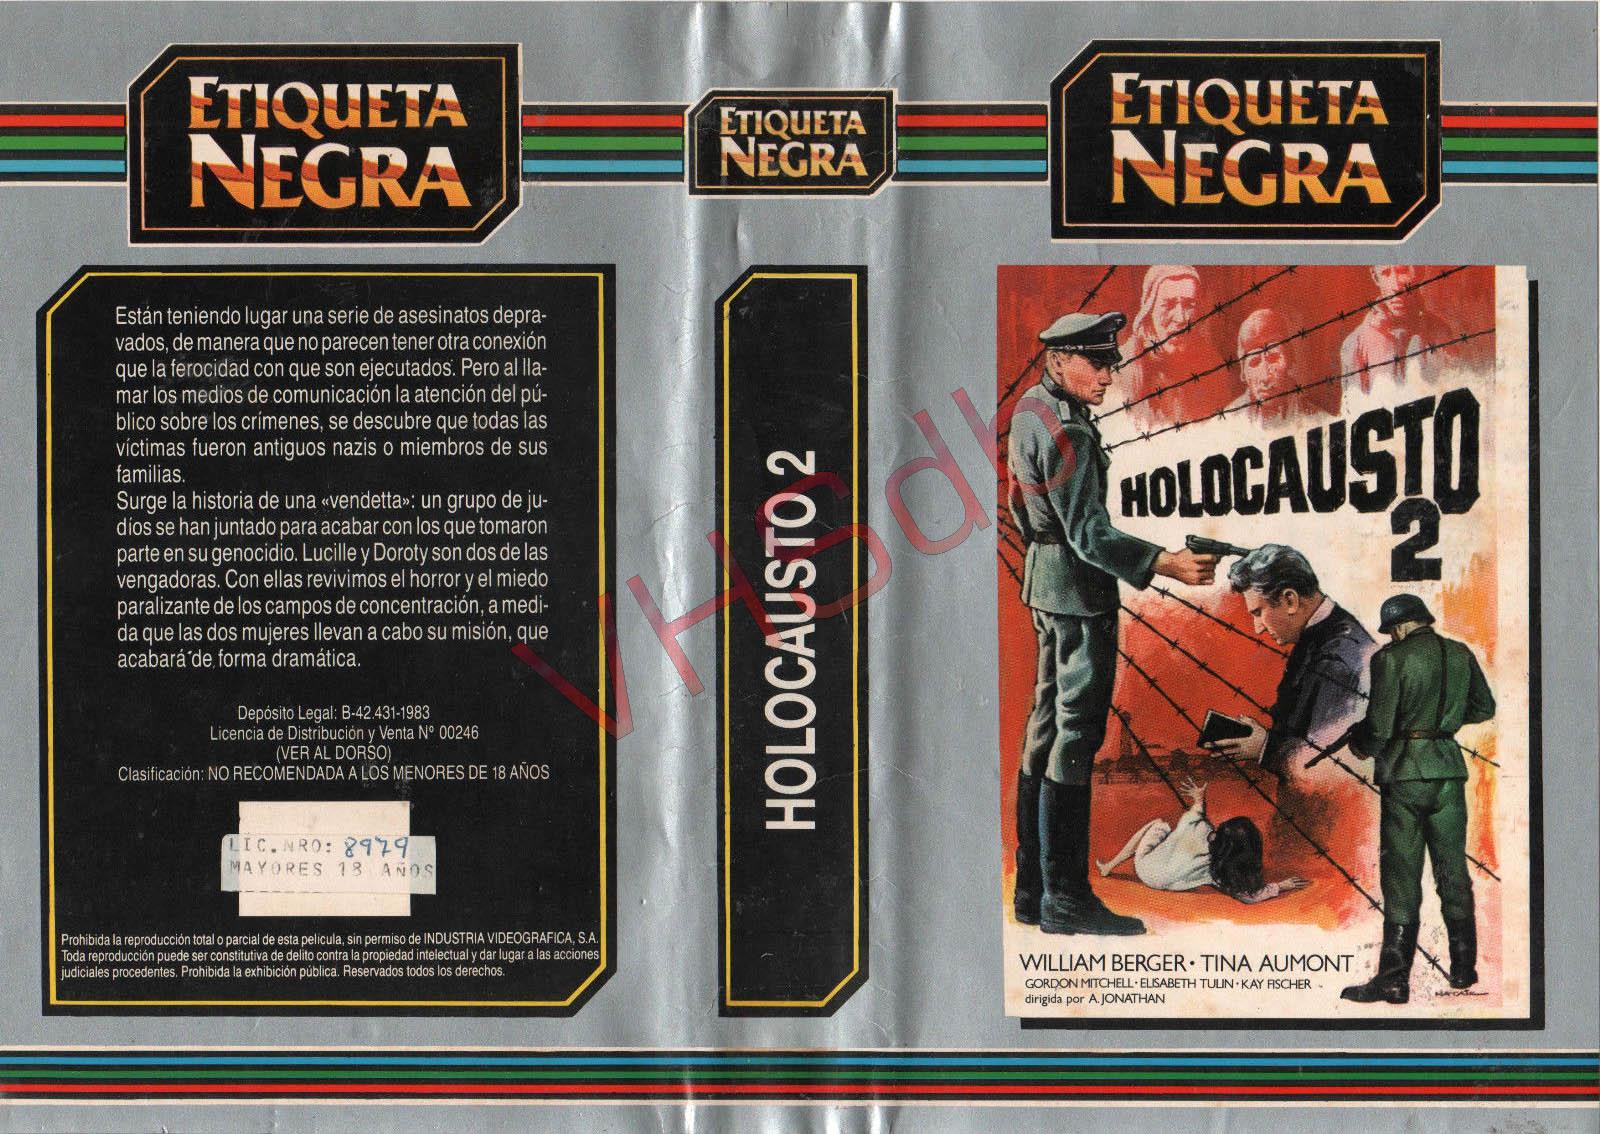 ETIQUETA
NEGRA
Están teniendo lugar una serie de asesinatos depra-
vados, de manera que no parecen tener otra conexión
que la ferocidad con que son ejecutados. Pero al lla-
mar los medios de comunicación la atención del pú-
blico sobre los crímenes, se descubre que todas las
víctimas fueron antiguos nazis o miembros de sus
familias.
Surge la historia de una «vendetta»: un grupo de ju-
díos se han juntado para acabar con los que tomaron
parte en su genocidio. Lucille y Doroty son dos de las
vengadoras. Con ellas revivimos el horror y el miedo
paralizante de los campos de concentración, a medi-
da que las dos mujeres llevan a cabo su misión, que
acabará de forma dramática.
Depósito Legal: B-42.431-1983
Licencia de Distribución y Venta Nº 00246
(VER AL DORSO)
Clasificación: NO RECOMENDADA A LOS MENORES DE 18 AÑOS
LIC.NRO: 8979
MAYORES 18 AÑOS
Prohibida la reproducción total o parcial de esta película, sin permiso de INDUSTRIA VIDEOGRAFICA, S.A.
Toda reproducción puede ser constitutiva de delito contra la propiedad intelectual y dar lugar a las acciones
judiciales procedentes. Prohibida la exhibición pública. Reservados todos los derechos.
ETIQUETA
NEGRA
HOLOCAUSTO 2
VHSdb
ETIQUETA
NEGRA
HOLOCAUSTO
2
WILLIAM BERGER · TINA AUMONT
GORDON MITCHELL · ELISABETH TULIN · KAY FISCHER
dirigida por A. JONATHAN